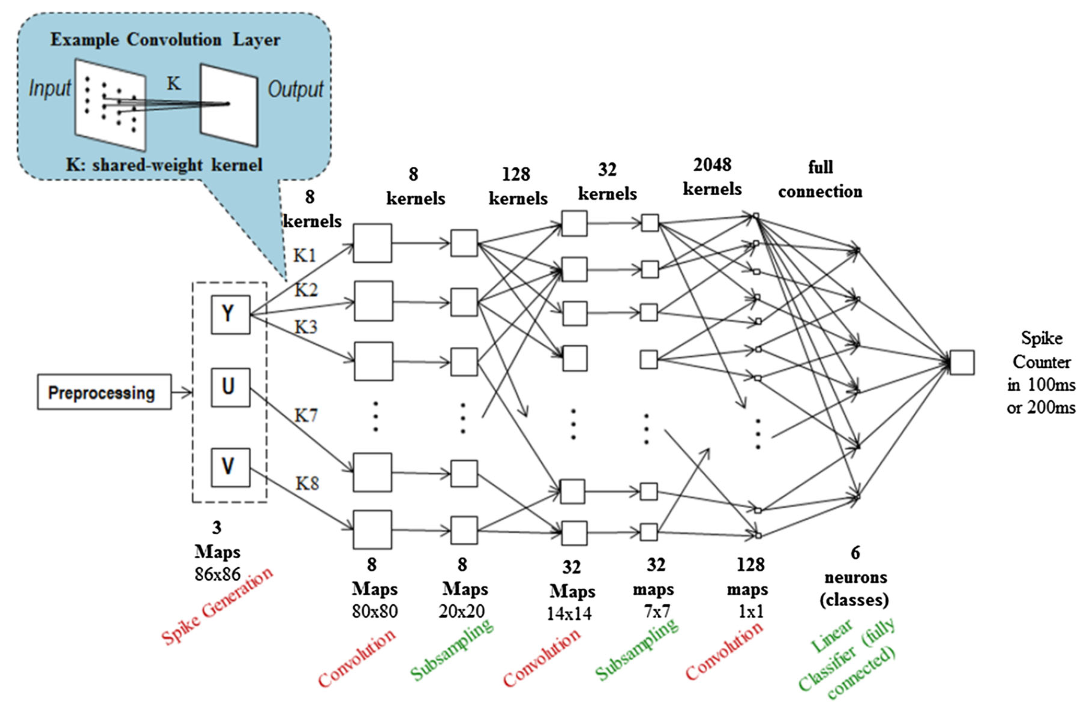 Example Convolution Layer
Input
K
Output
K: shared-weight kernel
8
kernels
8
kernels
128
kernels
32
kernels
2048
kernels
full
connection
K1
K2
K3
K7
K8
Preprocessing
Y
U
V
Spike
Counter
in 100ms
or 200ms
3
Maps
86x86
Spike Generation
8
Maps
80x80
Convolution
8
Maps
20x20
Subsampling
32
Maps
14x14
Convolution
32
maps
7x7
Subsampling
128
maps
1x1
Convolution
6
neurons
(classes)
Linear
Classifier (fully
connected)